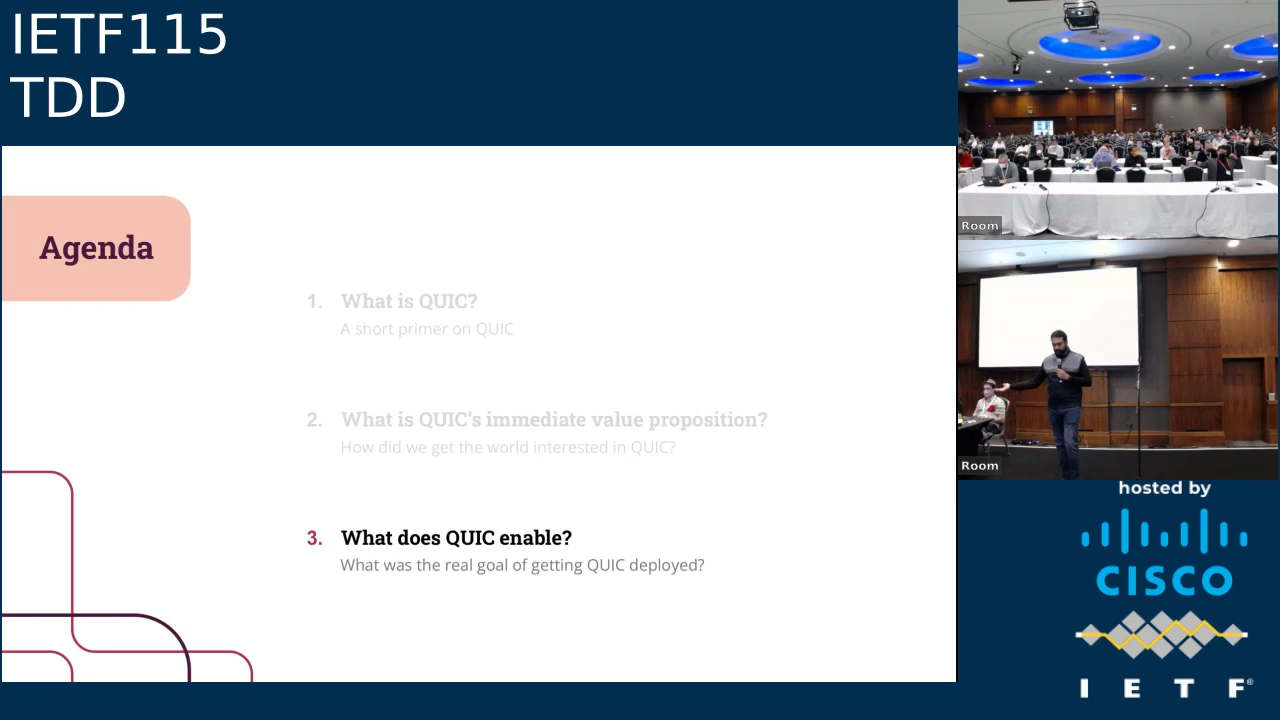 IETF115
TDD
Agenda
1. What is QUIC?
A short primer on QUIC
2. What is QUIC's immediate value proposition?
How did we get the world interested in QUIC?
3. What does QUIC enable?
What was the real goal of getting QUIC deployed?
Room
Room
hosted by
CISCO
I E T F®